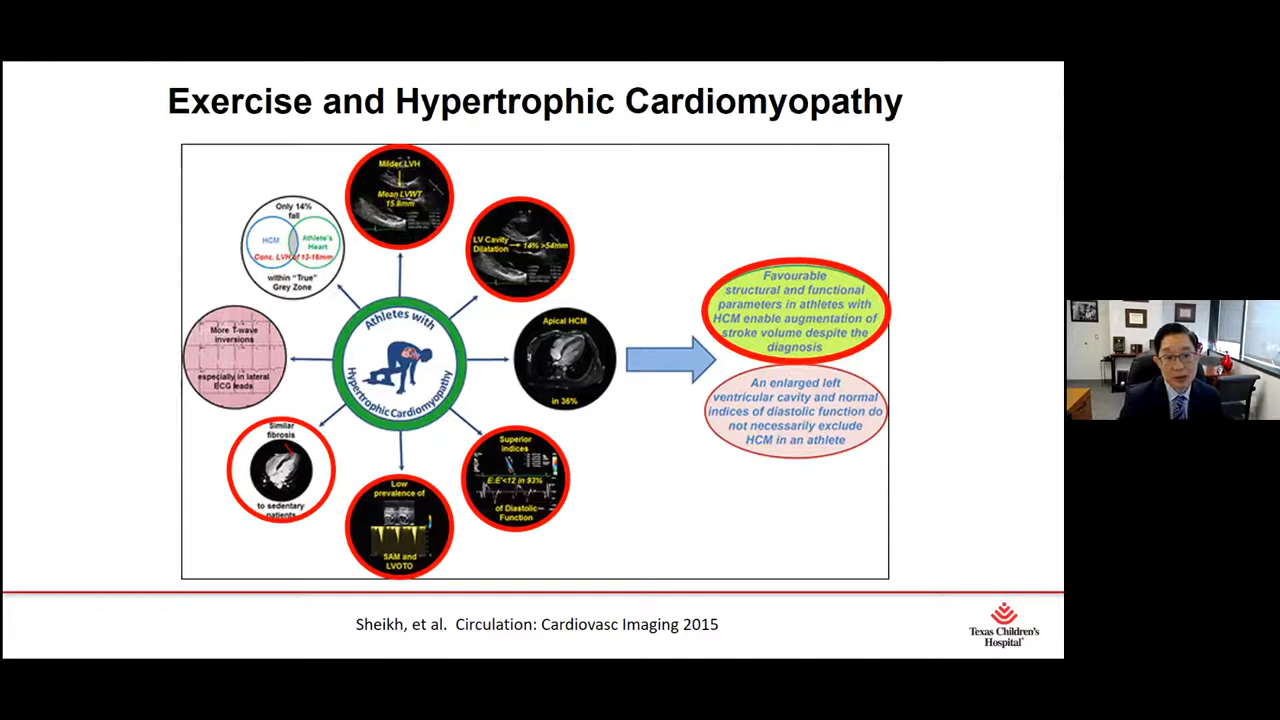 Exercise and Hypertrophic Cardiomyopathy
Milder LVH
Mean LVWT
15.8mm
LV Cavity
Dilatation
14% >54mm
Apical HCM
in 36%
Superior
Indices
E:E'<12 in 93%
of Diastolic
Function
Low
prevalence of
SAM and
LVOTO
Similar
fibrosis
to sedentary
patients
More T-wave
inversions
especially in lateral
ECG leads
Only 14%
fall
HCM
Athlete's
Heart
Conc. LVH of 13-16mm
within "True"
Grey Zone
Athletes with
Hypertrophic Cardiomyopathy
Favourable
structural and functional
parameters in athletes with
HCM enable augmentation of
stroke volume despite the
diagnosis
An enlarged left
ventricular cavity and normal
indices of diastolic function do
not necessarily exclude
HCM in an athlete
Sheikh, et al. Circulation: Cardiovasc Imaging 2015
Texas Children's
Hospital